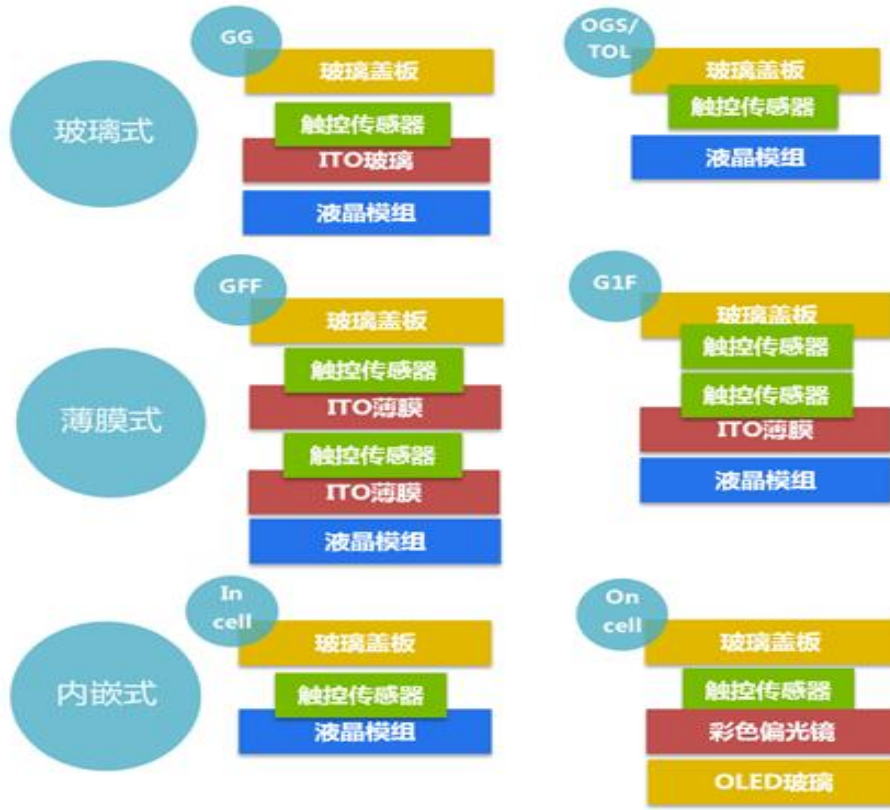 玻璃式
GG
玻璃盖板
触控传感器
ITO玻璃
液晶模组
OGS/
TOL
玻璃盖板
触控传感器
液晶模组
薄膜式
GFF
玻璃盖板
触控传感器
ITO薄膜
触控传感器
ITO薄膜
液晶模组
G1F
玻璃盖板
触控传感器
触控传感器
ITO薄膜
液晶模组
内嵌式
In
cell
玻璃盖板
触控传感器
液晶模组
On
cell
玻璃盖板
触控传感器
彩色偏光镜
OLED玻璃